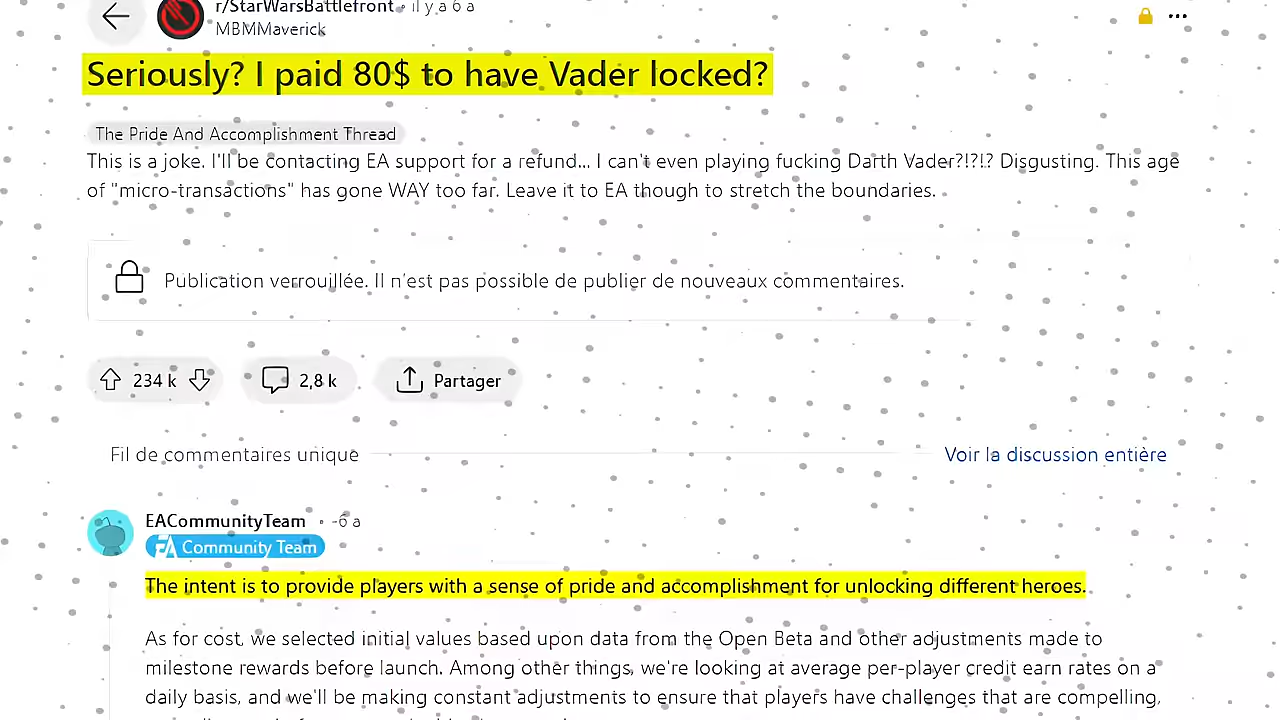 r/StarWarsBattlefront • il y a 6 a
MBMMaverick
Seriously? I paid 80$ to have Vader locked?
The Pride And Accomplishment Thread
This is a joke. I'll be contacting EA support for a refund... I can't even playing fucking Darth Vader?!?!? Disgusting. This age
of "micro-transactions" has gone WAY too far. Leave it to EA though to stretch the boundaries.
Publication verrouillée. Il n'est pas possible de publier de nouveaux commentaires.
234 k
2,8 k
Partager
Fil de commentaires unique
Voir la discussion entière
EACommunityTeam • -6 a
EA Community Team
The intent is to provide players with a sense of pride and accomplishment for unlocking different heroes.
As for cost, we selected initial values based upon data from the Open Beta and other adjustments made to
milestone rewards before launch. Among other things, we're looking at average per-player credit earn rates on a
daily basis, and we'll be making constant adjustments to ensure that players have challenges that are compelling,